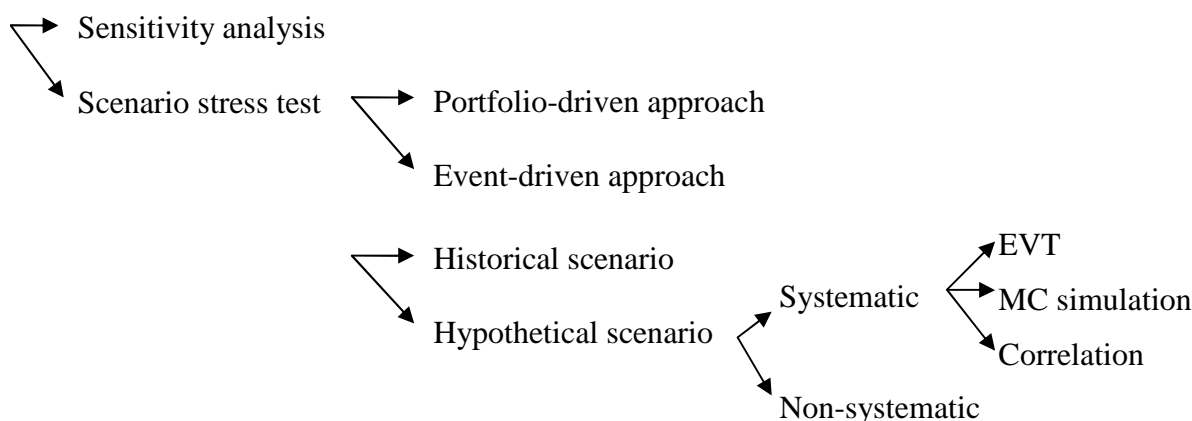 Sensitivity analysis
Scenario stress test
Portfolio-driven approach
Event-driven approach
Historical scenario
Hypothetical scenario
Systematic
Non-systematic
EVT
MC simulation
Correlation